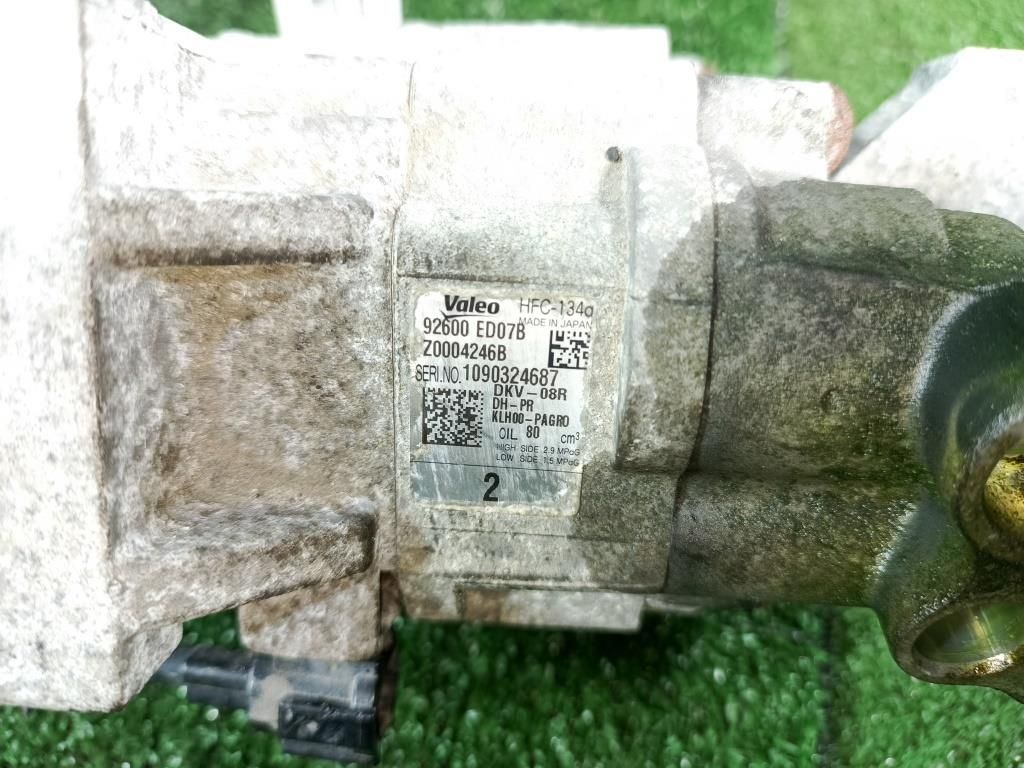 Valeo HFC-134a
MADE IN JAPAN
92600 ED07B
Z0004246B
SERI.NO.1090324687
DKV-08R
DH-PR
KLH00-PAGRO
OIL 80 cm³
HIGH SIDE 2.9 MPaG
LOW SIDE 1.5 MPaG
2